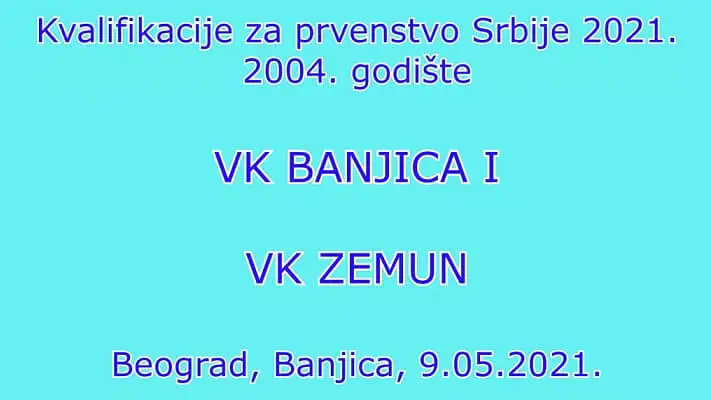 Kvalifikacije za prvenstvo Srbije 2021.
2004. godište
VK BANJICA I
VK ZEMUN
Beograd, Banjica, 9.05.2021.